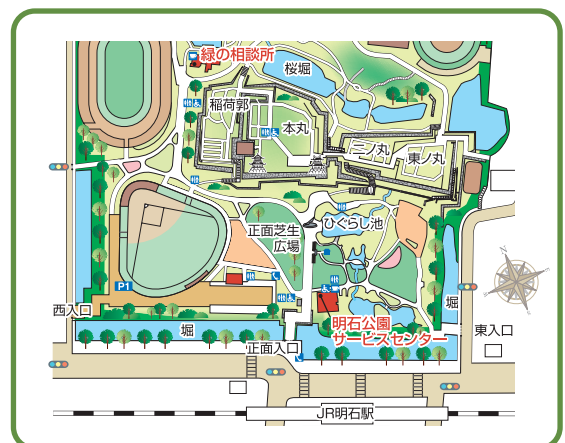 緑の相談所
桜堀
稲荷郭
本丸
二ノ丸
東ノ丸
正面芝生
広場
ひぐらし池
P1
西入口
堀
正面入口
明石公園
サービスセンター
堀
東入口
N
JR明石駅